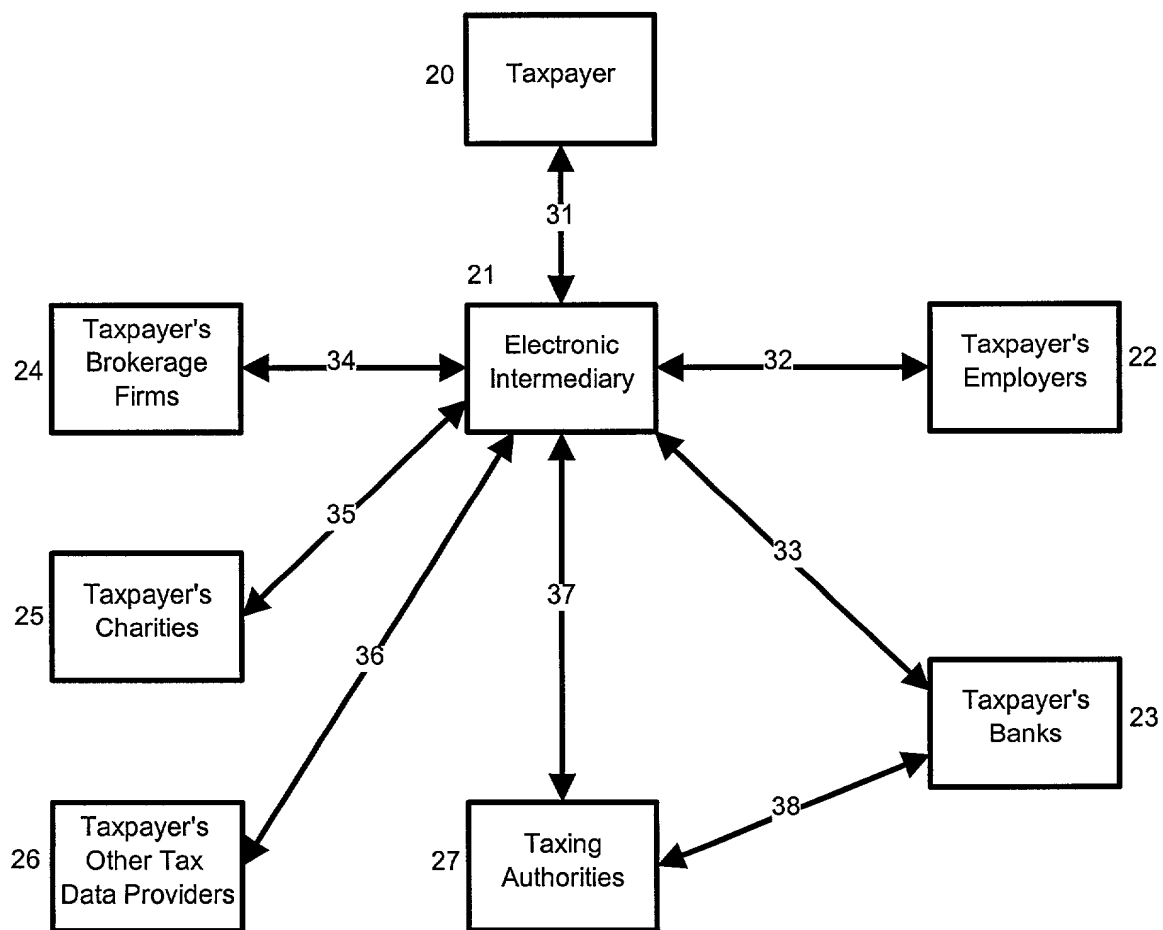 20
Taxpayer
31
21
24
Taxpayer's
Brokerage
Firms
34
Electronic
Intermediary
32
Taxpayer's
Employers
22
35
33
25
Taxpayer's
Charities
37
36
Taxpayer's
Banks
23
38
26
Taxpayer's
Other Tax
Data Providers
27
Taxing
Authorities